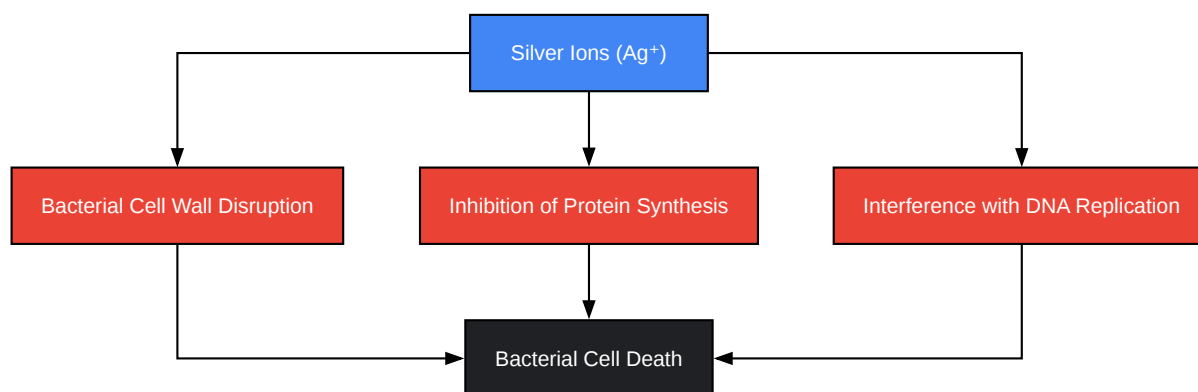 Silver Ions (Ag⁺)
Bacterial Cell Wall Disruption
Inhibition of Protein Synthesis
Interference with DNA Replication
Bacterial Cell Death